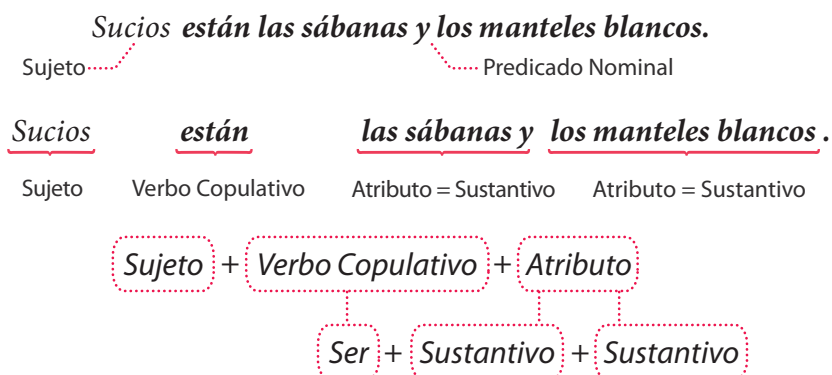 Sucios están las sábanas y los manteles blancos.
Sujeto Predicado Nominal
Sucios están las sábanas y los manteles blancos .
Sujeto Verbo Copulativo Atributo = Sustantivo Atributo = Sustantivo
Sujeto + Verbo Copulativo + Atributo
Ser + Sustantivo + Sustantivo